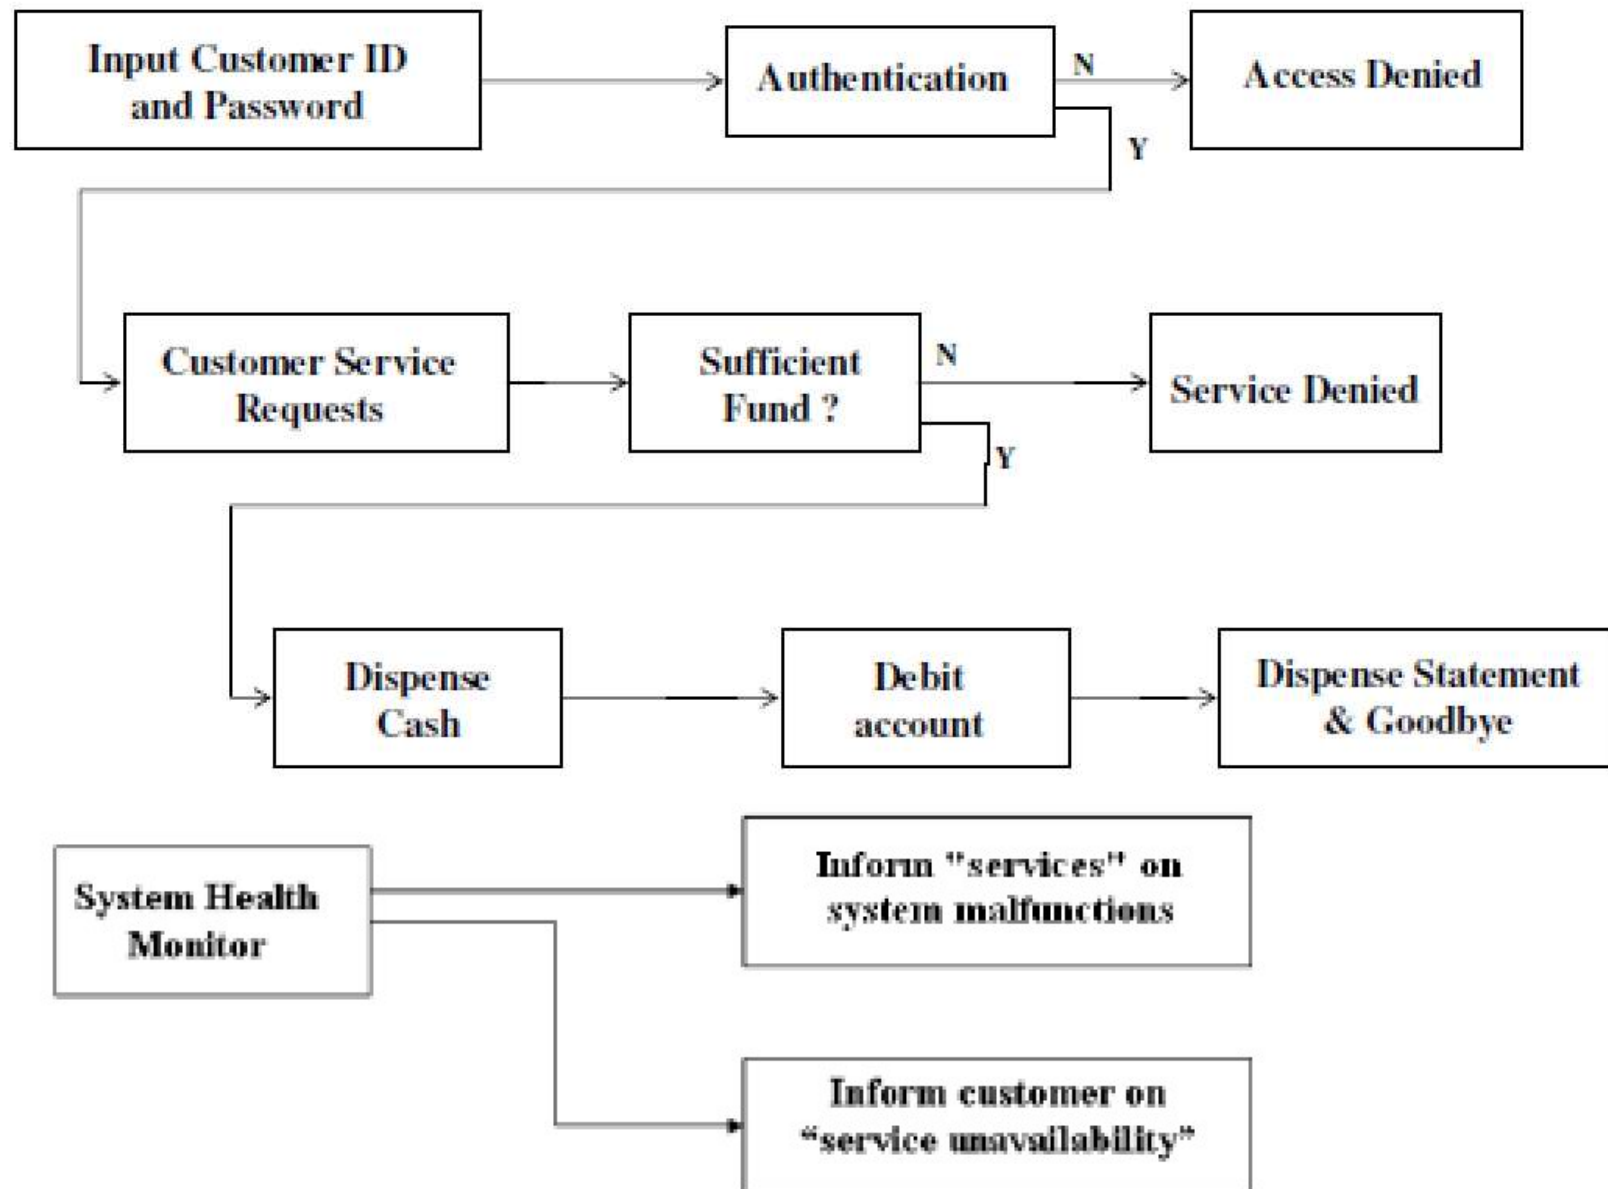 Input Customer ID
and Password
Authentication
N
Access Denied
Y
Customer Service
Requests
Sufficient
Fund ?
N
Service Denied
Y
Dispense
Cash
Debit
account
Dispense Statement
& Goodbye
System Health
Monitor
Inform "services" on
system malfunctions
Inform customer on
“service unavailability”